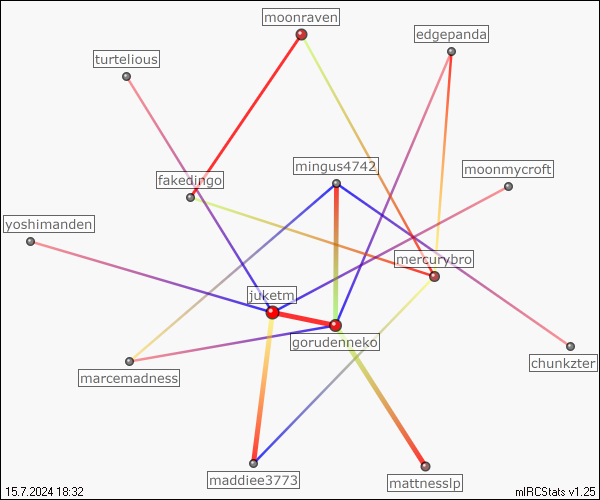 moonraven
edgepanda
turtelious
mingus4742
moonmycroft
fakedingo
yoshimanden
mercurybro
juketm
gorudenneko
chunkzter
marcemadness
maddiee3773
mattnesslp
15.7.2024 18:32
mIRCStats v1.25